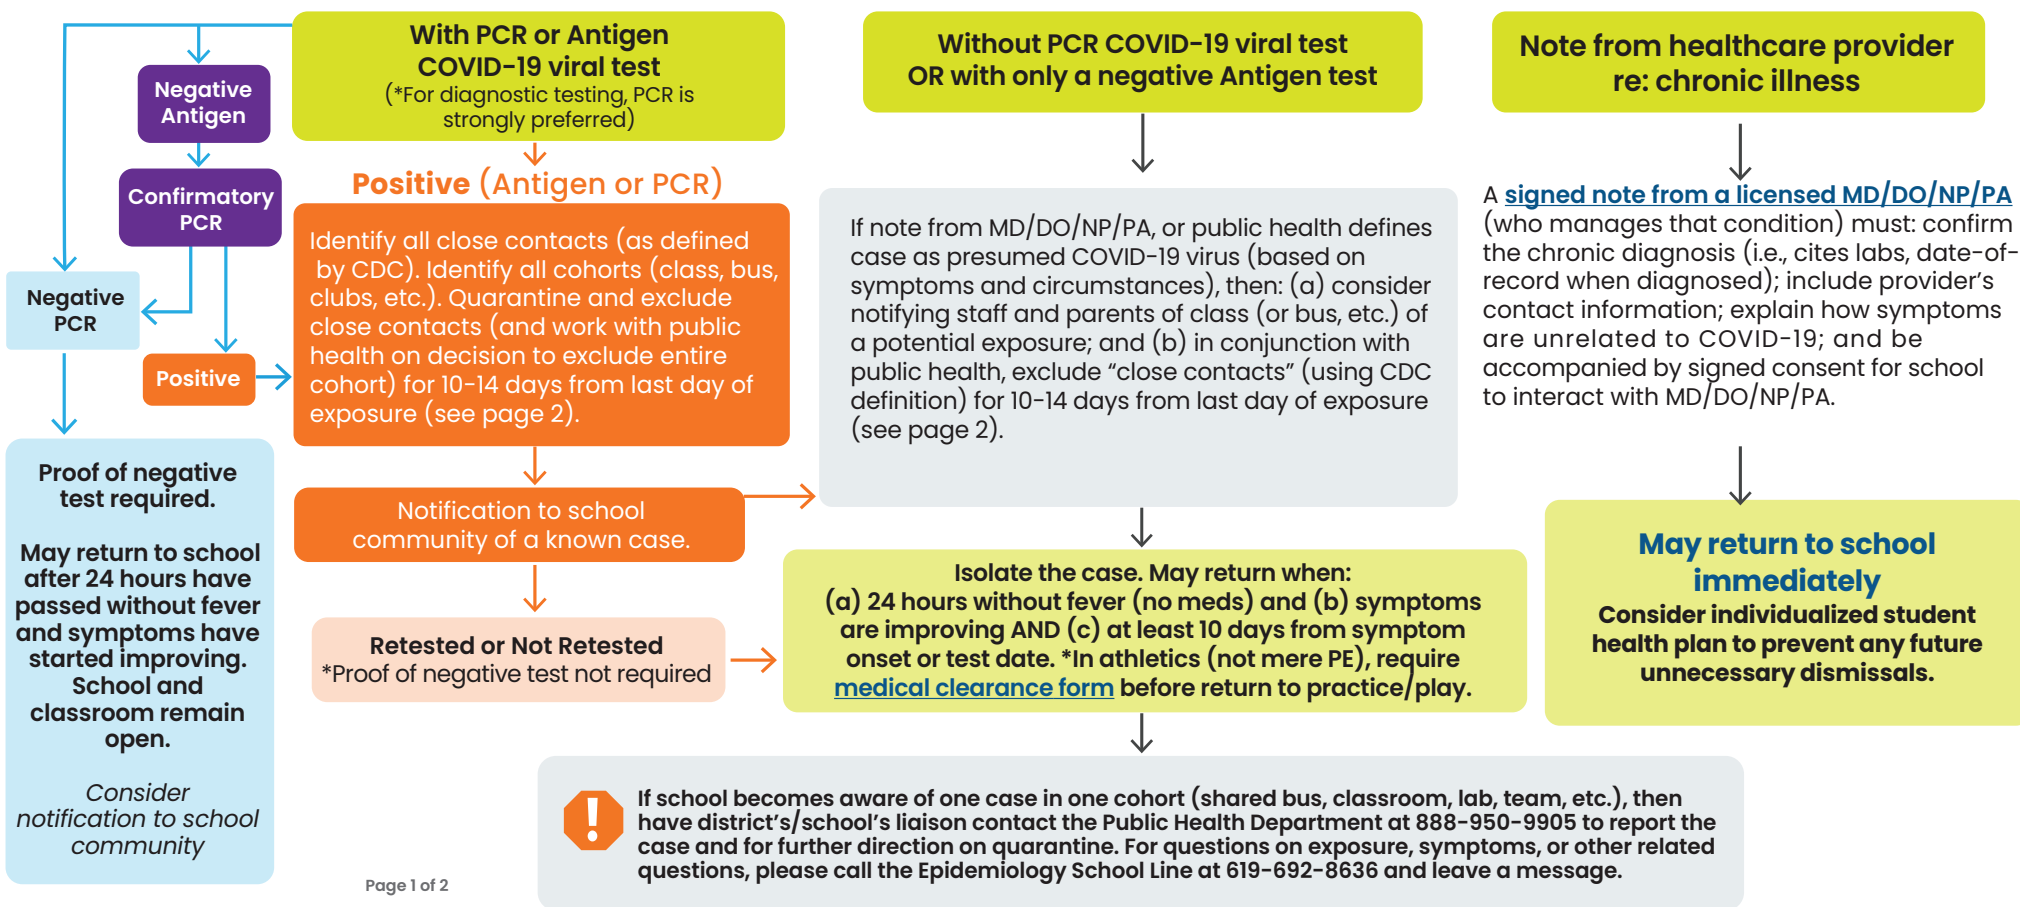 With PCR or Antigen
COVID-19 viral test
(*For diagnostic testing, PCR is
strongly preferred)
Negative
Antigen
Confirmatory
PCR
Negative
PCR
Positive
Proof of negative
test required.
May return to school
after 24 hours have
passed without fever
and symptoms have
started improving.
School and
classroom remain
open.
Consider
notification to school
community
Positive (Antigen or PCR)
Identify all close contacts (as defined
by CDC). Identify all cohorts (class, bus,
clubs, etc.). Quarantine and exclude
close contacts (and work with public
health on decision to exclude entire
cohort) for 10-14 days from last day of
exposure (see page 2).
Notification to school
community of a known case.
Retested or Not Retested
*Proof of negative test not required
Without PCR COVID-19 viral test
OR with only a negative Antigen test
If note from MD/DO/NP/PA, or public health defines
case as presumed COVID-19 virus (based on
symptoms and circumstances), then: (a) consider
notifying staff and parents of class (or bus, etc.) of
a potential exposure; and (b) in conjunction with
public health, exclude “close contacts” (using CDC
definition) for 10-14 days from last day of exposure
(see page 2).
Isolate the case. May return when:
(a) 24 hours without fever (no meds) and (b) symptoms
are improving AND (c) at least 10 days from symptom
onset or test date. *In athletics (not mere PE), require
medical clearance form before return to practice/play.
Note from healthcare provider
re: chronic illness
A signed note from a licensed MD/DO/NP/PA
(who manages that condition) must: confirm
the chronic diagnosis (i.e., cites labs, date-of-
record when diagnosed); include provider’s
contact information; explain how symptoms
are unrelated to COVID-19; and be
accompanied by signed consent for school
to interact with MD/DO/NP/PA.
May return to school
immediately
Consider individualized student
health plan to prevent any future
unnecessary dismissals.
!
If school becomes aware of one case in one cohort (shared bus, classroom, lab, team, etc.), then
have district’s/school’s liaison contact the Public Health Department at 888-950-9905 to report the
case and for further direction on quarantine. For questions on exposure, symptoms, or other related
questions, please call the Epidemiology School Line at 619-692-8636 and leave a message.
Page 1 of 2